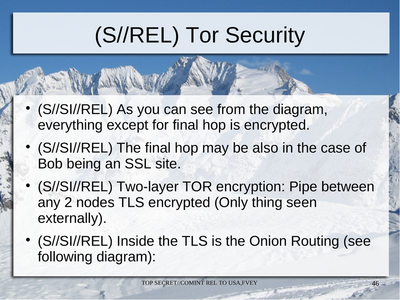 (S//REL) Tor Security
• (S//SI//REL) As you can see from the diagram,
everything except for final hop is encrypted.
• (S//SI//REL) The final hop may be also in the case of
Bob being an SSL site.
• (S//SI//REL) Two-layer TOR encryption: Pipe between
any 2 nodes TLS encrypted (Only thing seen
externally).
• (S//SI//REL) Inside the TLS is the Onion Routing (see
following diagram):
TOP SECRET//COMINT REL TO USA,FVEY
46